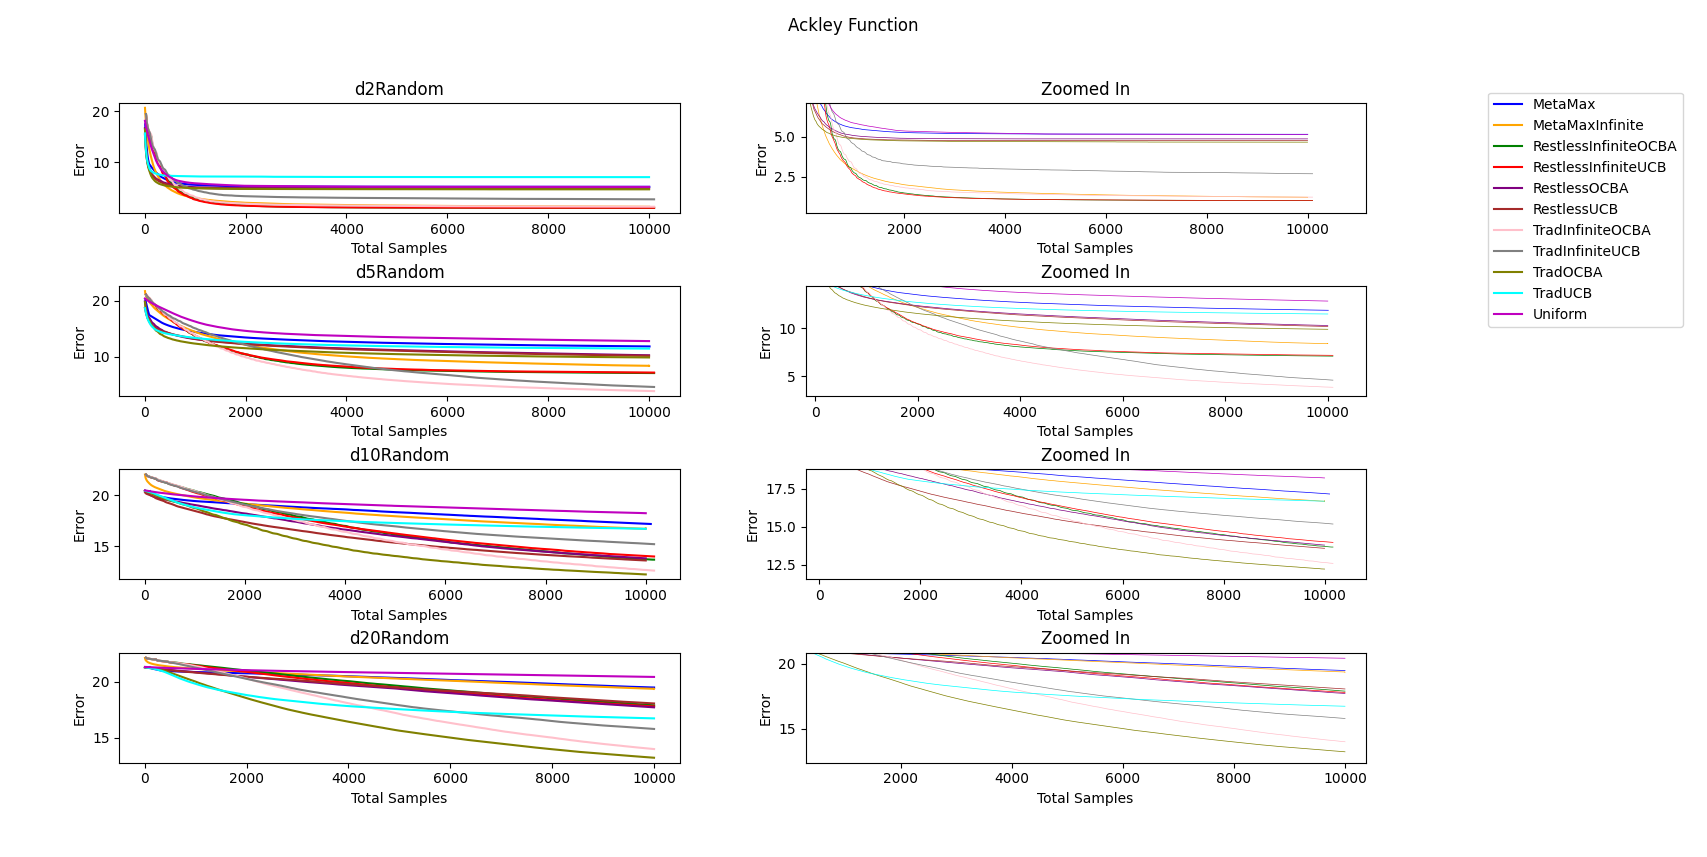 Ackley Function
d2Random
20
10
Error
0 2000 4000 6000 8000 10000
Total Samples
Zoomed In
5.0
2.5
Error
2000 4000 6000 8000 10000
Total Samples
d5Random
20
10
Error
0 2000 4000 6000 8000 10000
Total Samples
Zoomed In
10
5
Error
0 2000 4000 6000 8000 10000
Total Samples
d10Random
20
15
Error
0 2000 4000 6000 8000 10000
Total Samples
Zoomed In
17.5
15.0
12.5
Error
0 2000 4000 6000 8000 10000
Total Samples
d20Random
20
15
Error
0 2000 4000 6000 8000 10000
Total Samples
Zoomed In
20
15
Error
2000 4000 6000 8000 10000
Total Samples
MetaMax
MetaMaxInfinite
RestlessInfiniteOCBA
RestlessInfiniteUCB
RestlessOCBA
RestlessUCB
TradInfiniteOCBA
TradInfiniteUCB
TradOCBA
TradUCB
Uniform